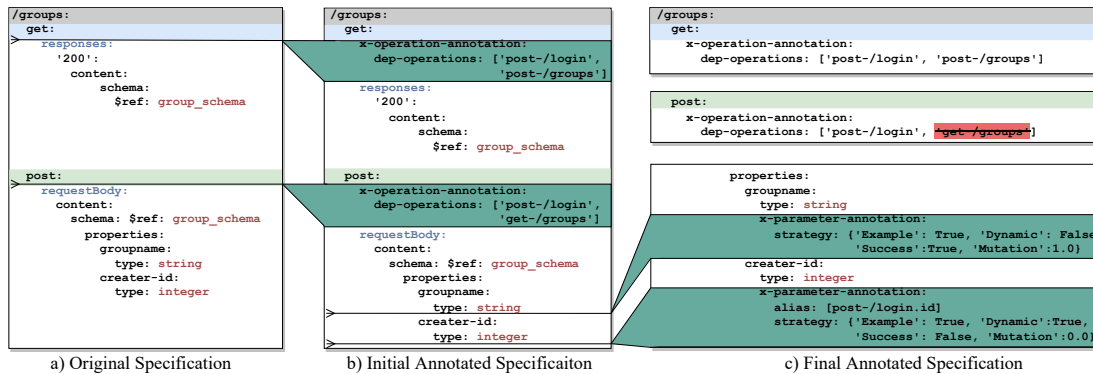 /groups:
get:
responses:
'200':
content:
schema:
$ref: group_schema
post:
requestBody:
content:
schema: $ref: group_schema
properties:
groupname:
type: string
creater-id:
type: integer
a) Original Specification
/groups:
get:
x-operation-annotation:
dep-operations: ['post-/login',
'post-/groups']
responses:
'200':
content:
schema:
$ref: group_schema
post:
x-operation-annotation:
dep-operations: ['post-/login',
'get-/groups']
requestBody:
content:
schema: $ref: group_schema
properties:
groupname:
type: string
creater-id:
type: integer
b) Initial Annotated Specificaiton
/groups:
get:
x-operation-annotation:
dep-operations: ['post-/login', 'post-/groups']
post:
x-operation-annotation:
dep-operations: ['post-/login', 'get-/groups']
properties:
groupname:
type: string
x-parameter-annotation:
strategy: {'Example': True, 'Dynamic': False
'Success':True, 'Mutation':1.0}
creater-id:
type: integer
x-parameter-annotation:
alias: [post-/login.id]
strategy: {'Example': True, 'Dynamic':True,
'Success': False, 'Mutation':0.0}
c) Final Annotated Specification